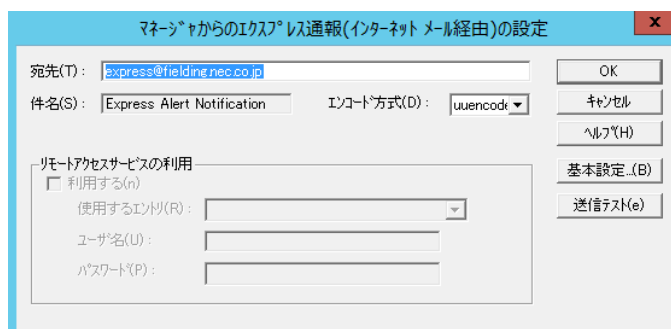 マネージャからのエクスプレス通報(インターネット メール経由)の設定
x
宛先(T): express@fielding.nec.co.jp
OK
件名(S): Express Alert Notification エンコード方式(D): uuencode
キャンセル
ヘルプ(H)
リモートアクセスサービスの利用
基本設定...(B)
利用する(n)
送信テスト(e)
使用するエントリ(R):
ユーザ名(U):
パスワード(P):